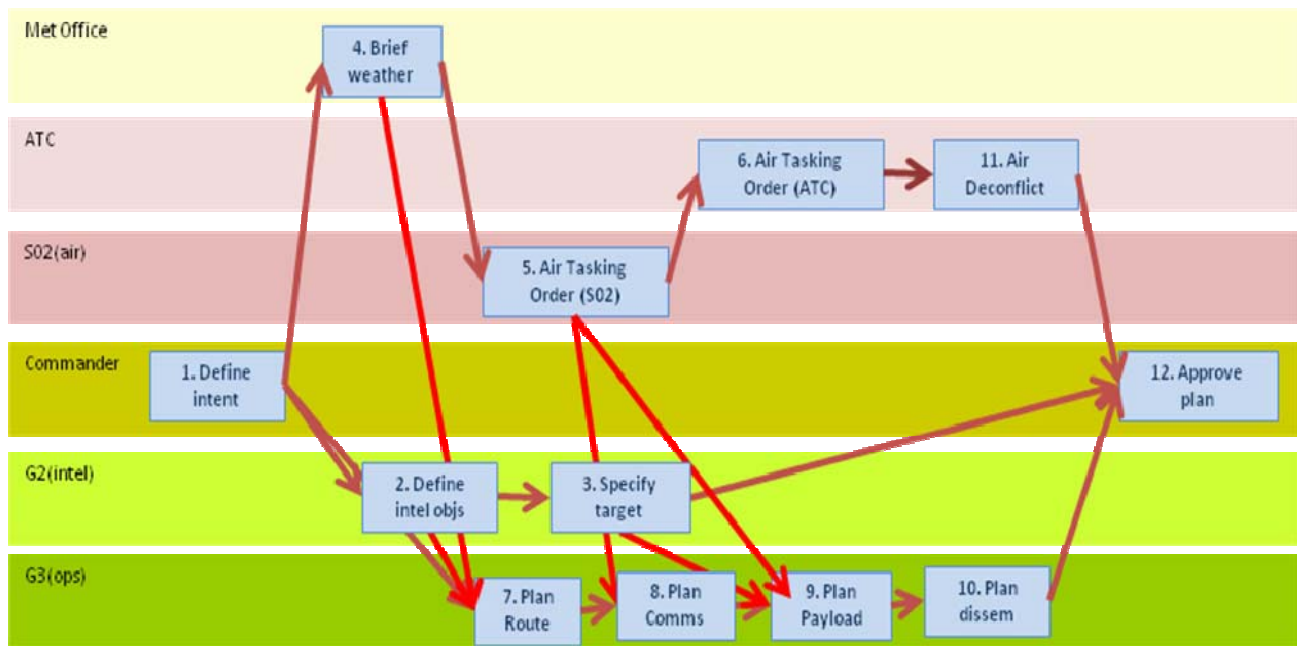 Met Office
4. Brief
weather
ATC
6. Air Tasking
Order (ATC)
11. Air
Deconflict
S02(air)
5. Air Tasking
Order (S02)
Commander
1. Define
intent
12. Approve
plan
G2(intel)
2. Define
intel objs
3. Specify
target
G3(ops)
7. Plan
Route
8. Plan
Comms
9. Plan
Payload
10. Plan
dissem